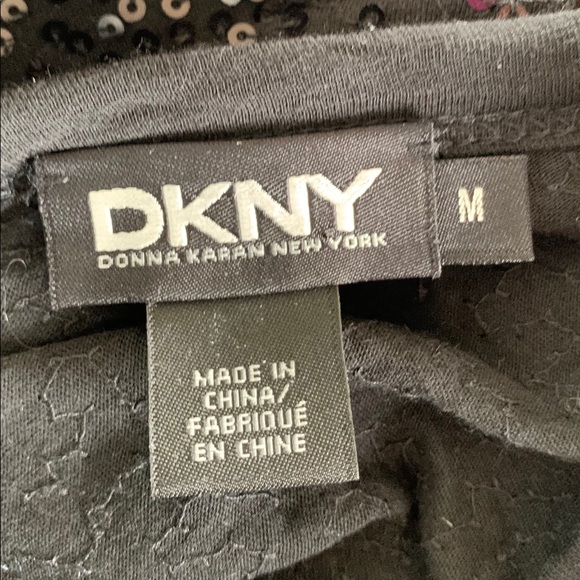 DKNY
DONNA KARAN NEW YORK
M
MADE IN
CHINA/
FABRIQUÉ
EN CHINE